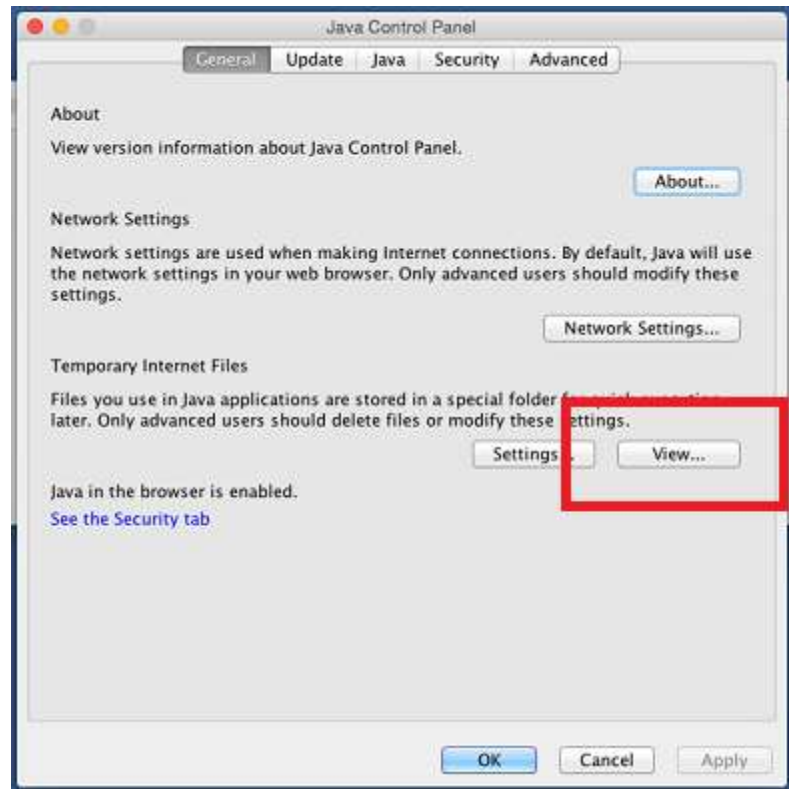 Java Control Panel
General Update Java Security Advanced
About
View version information about Java Control Panel.
About...
Network Settings
Network settings are used when making Internet connections. By default, Java will use
the network settings in your web browser. Only advanced users should modify these
settings.
Network Settings...
Temporary Internet Files
Files you use in Java applications are stored in a special folder
later. Only advanced users should delete files or modify these settings.
Settings... View...
Java in the browser is enabled.
See the Security tab
OK Cancel Apply